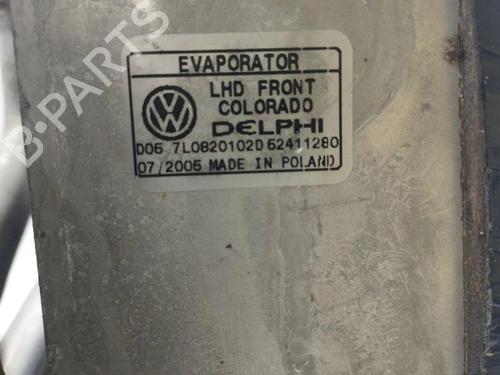 B-PARTS
EVAPORATOR
LHD FRONT
COLORADO
DELPHI
D06 7L0820102D 52411280
07/2005 MADE IN POLAND